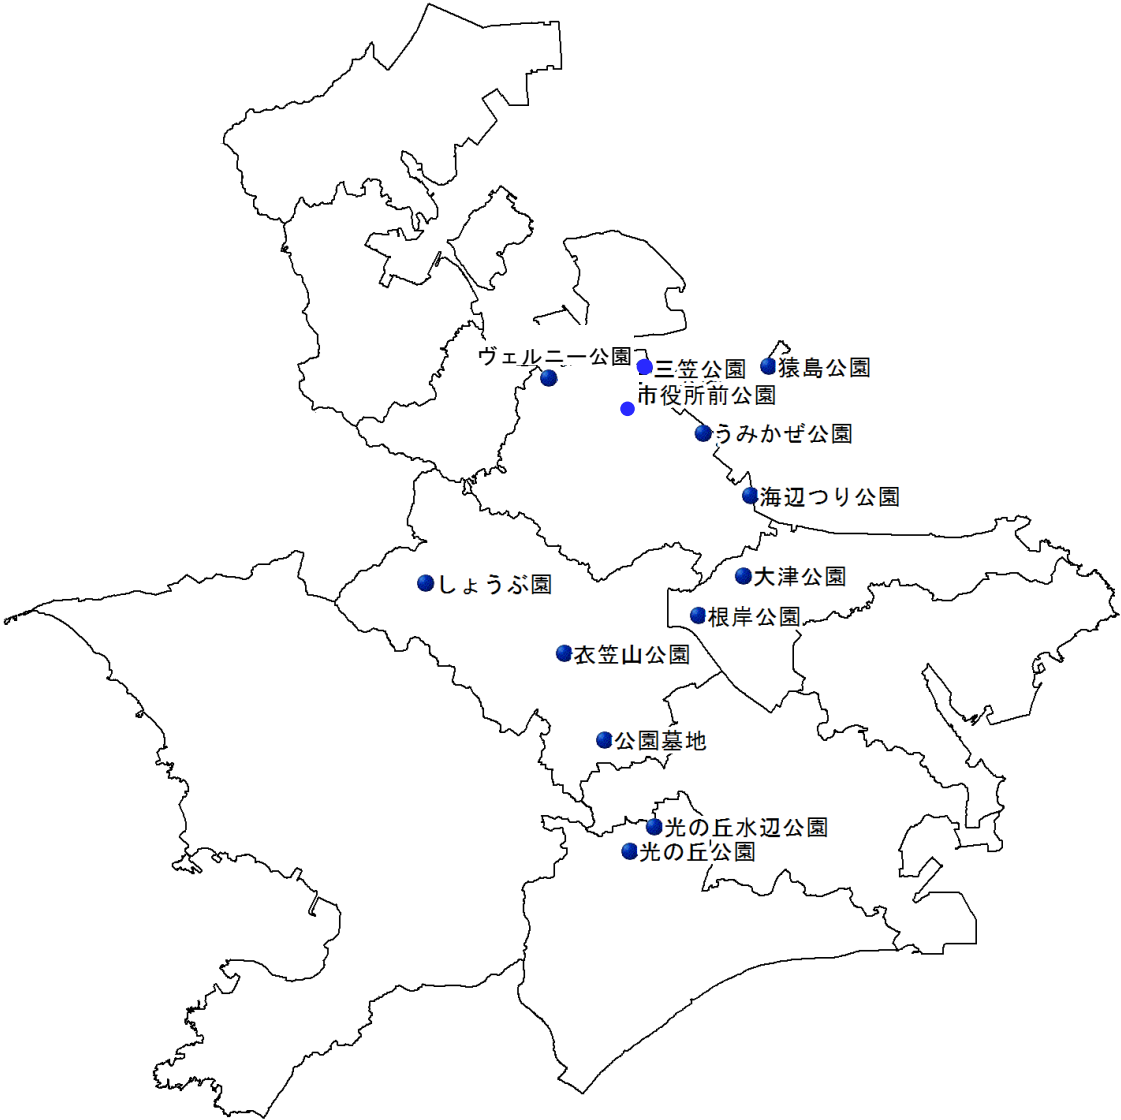 ヴェルニー公園
三笠公園
猿島公園
市役所前公園
うみかぜ公園
海辺つり公園
大津公園
しょうぶ園
根岸公園
衣笠山公園
公園墓地
光の丘水辺公園
光の丘公園